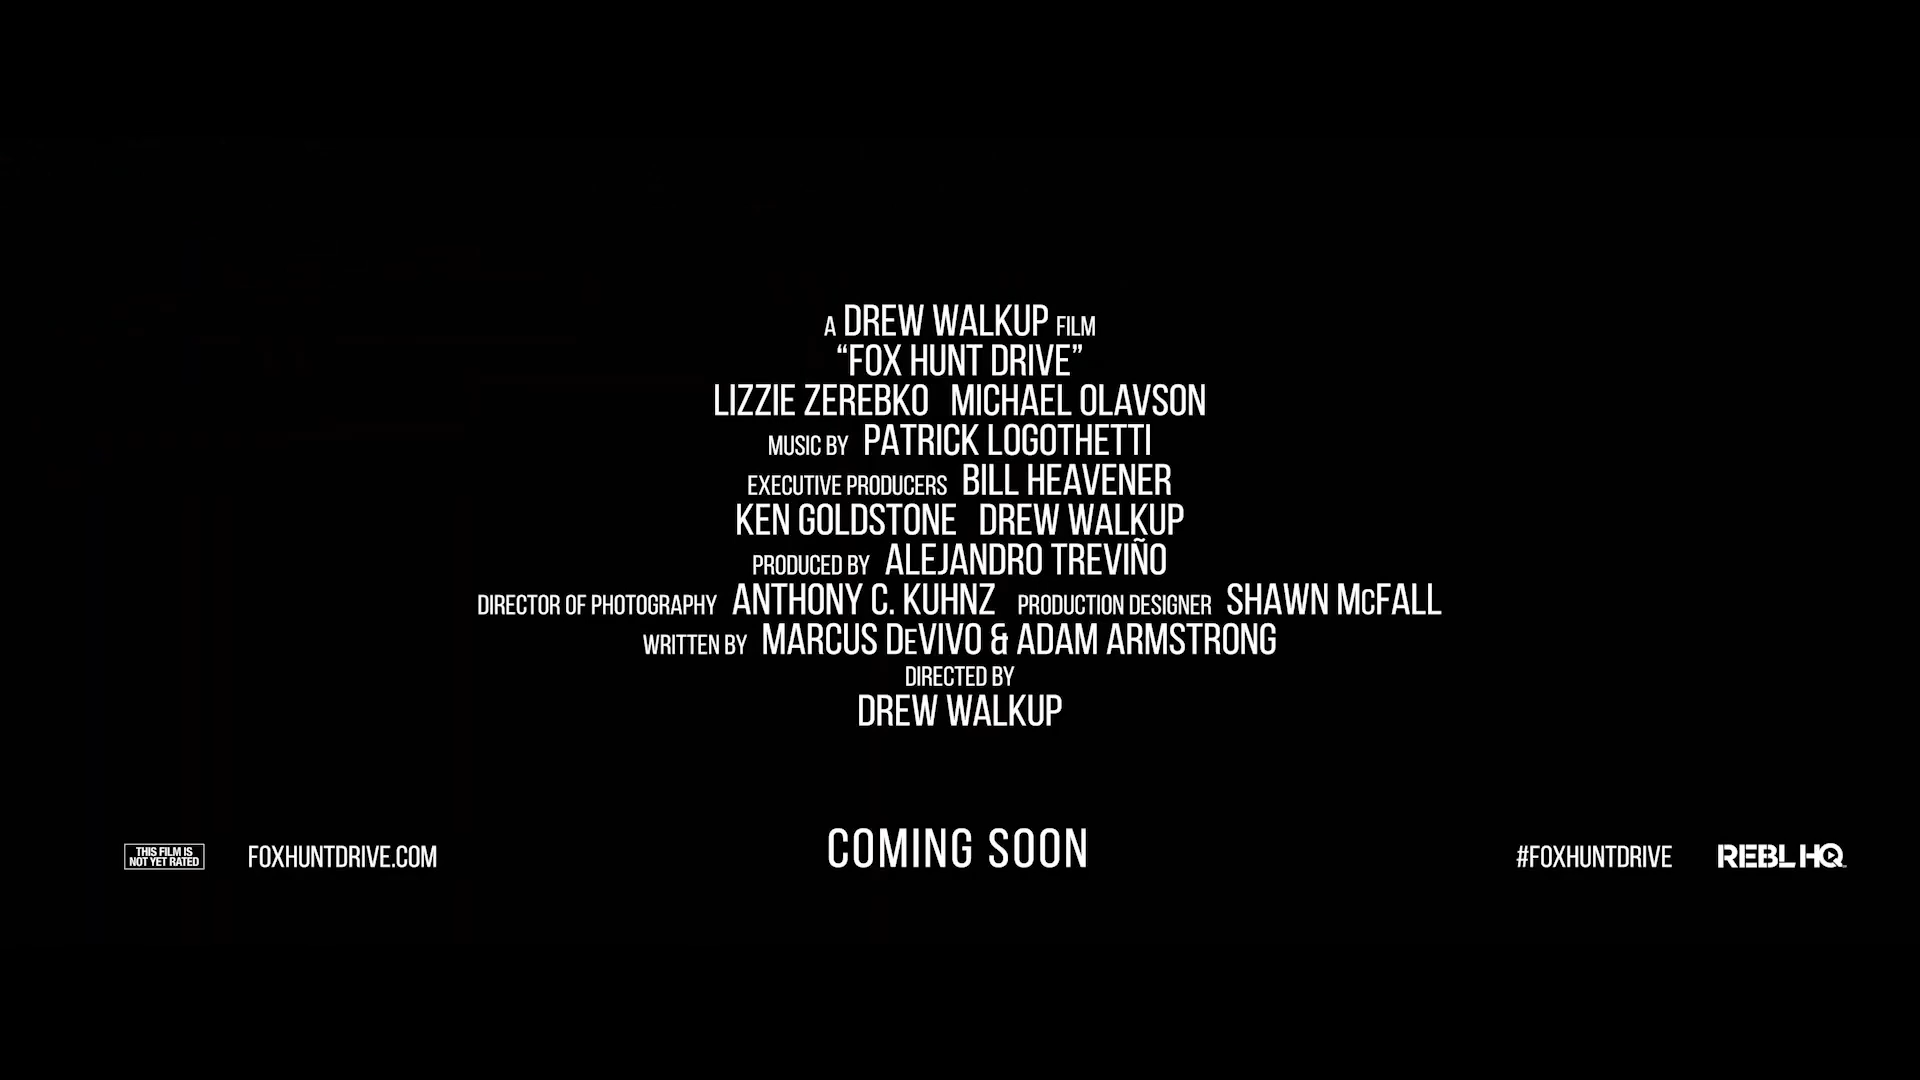 A DREW WALKUP FILM
“FOX HUNT DRIVE”
LIZZIE ZEREBKO MICHAEL OLAVSON
MUSIC BY PATRICK LOGOTHETTI
EXECUTIVE PRODUCERS BILL HEAVENER
KEN GOLDSTONE DREW WALKUP
PRODUCED BY ALEJANDRO TREVIÑO
DIRECTOR OF PHOTOGRAPHY ANTHONY C. KUHNZ PRODUCTION DESIGNER SHAWN McFALL
WRITTEN BY MARCUS DeVIVO & ADAM ARMSTRONG
DIRECTED BY
DREW WALKUP
THIS FILM IS
NOT YET RATED
FOXHUNTDRIVE.COM
COMING SOON
#FOXHUNTDRIVE
REBL HQ